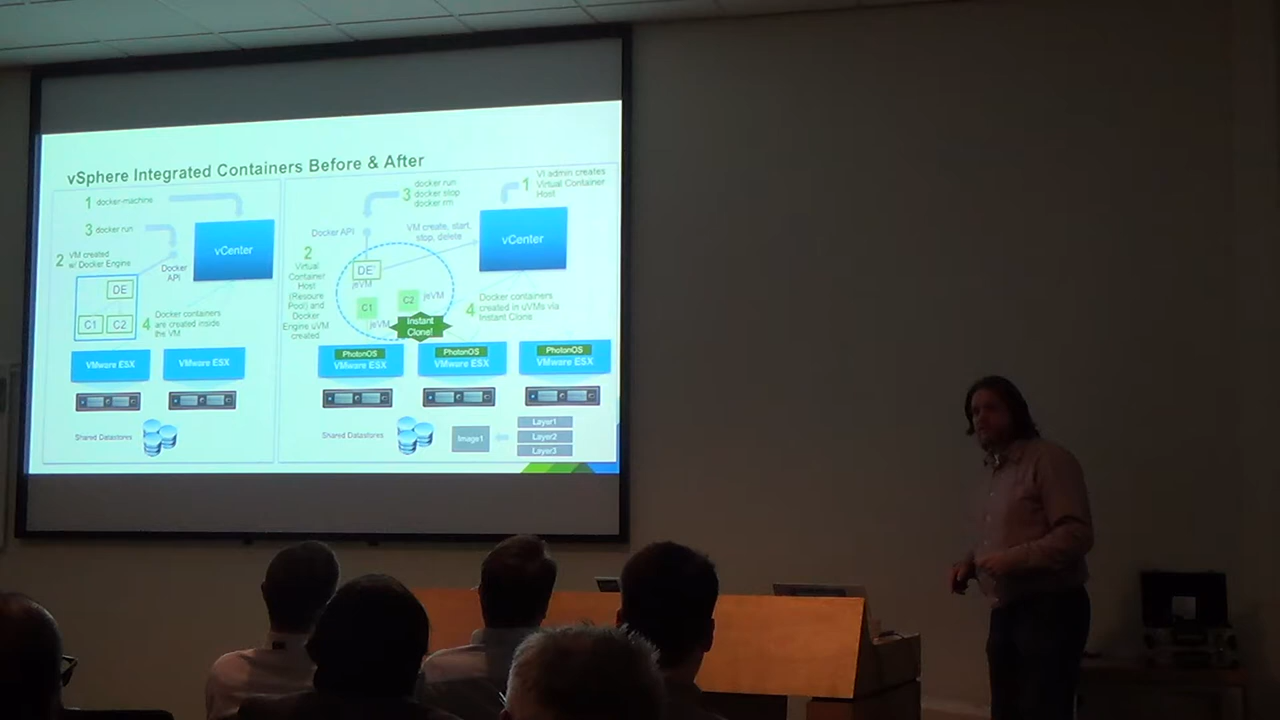 vSphere Integrated Containers Before & After
1 docker-machine
3 docker run
2 VM created
w/ Docker Engine
vCenter
Docker
API
DE
C1 C2
4 Docker containers
are created inside
the VM
VMware ESX VMware ESX
Shared Datastores
3 docker run
docker stop
docker rm
1 VI admin creates
Virtual Container
Host
Docker API
VM create, start,
stop, delete
vCenter
2
Virtual
Container
Host
(Resoure
Pool) and
Docker
Engine uVM
created
DE'
jeVM
C1
C2
jeVM
jeVM
Instant
Clone!
4 Docker containers
created in uVMs via
Instant Clone
PhotonOS PhotonOS PhotonOS
VMware ESX VMware ESX VMware ESX
Shared Datastores
Image1
Layer1
Layer2
Layer3